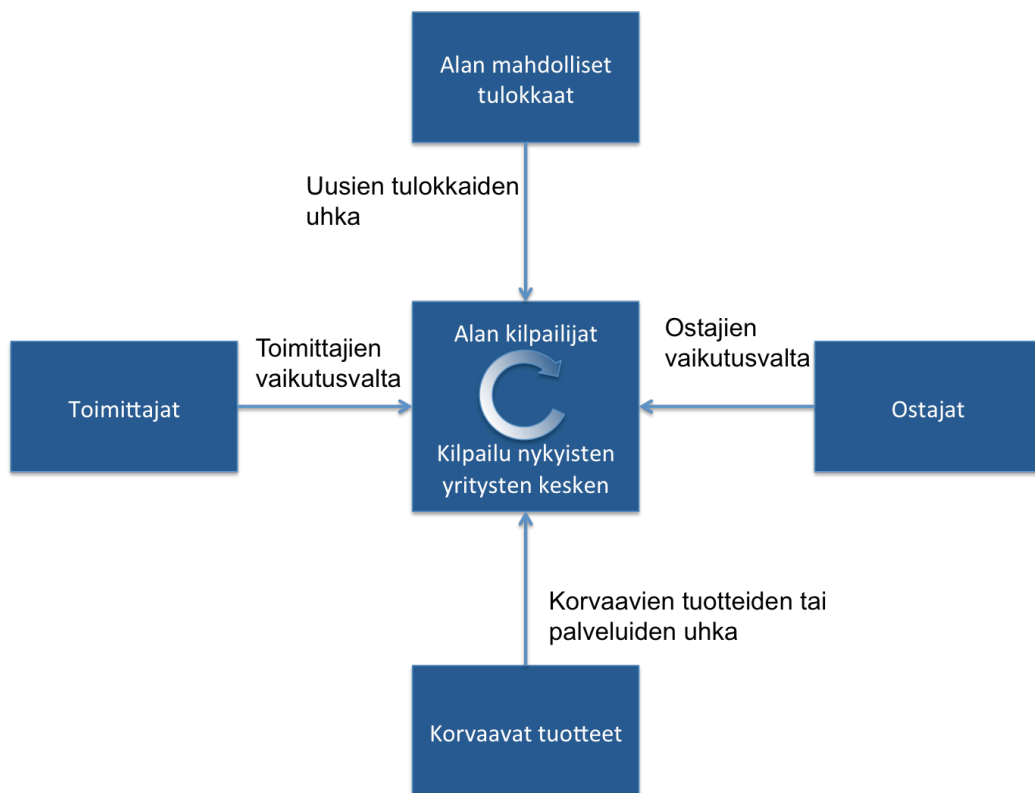 Alan mahdolliset
tulokkaat
Uusien tulokkaiden
uhka
Toimittajat
Toimittajien
vaikutusvalta
Alan kilpailijat
Kilpailu nykyisten
yritysten kesken
Ostajien
vaikutusvalta
Ostajat
Korvaavien tuotteiden tai
palveluiden uhka
Korvaavat tuotteet